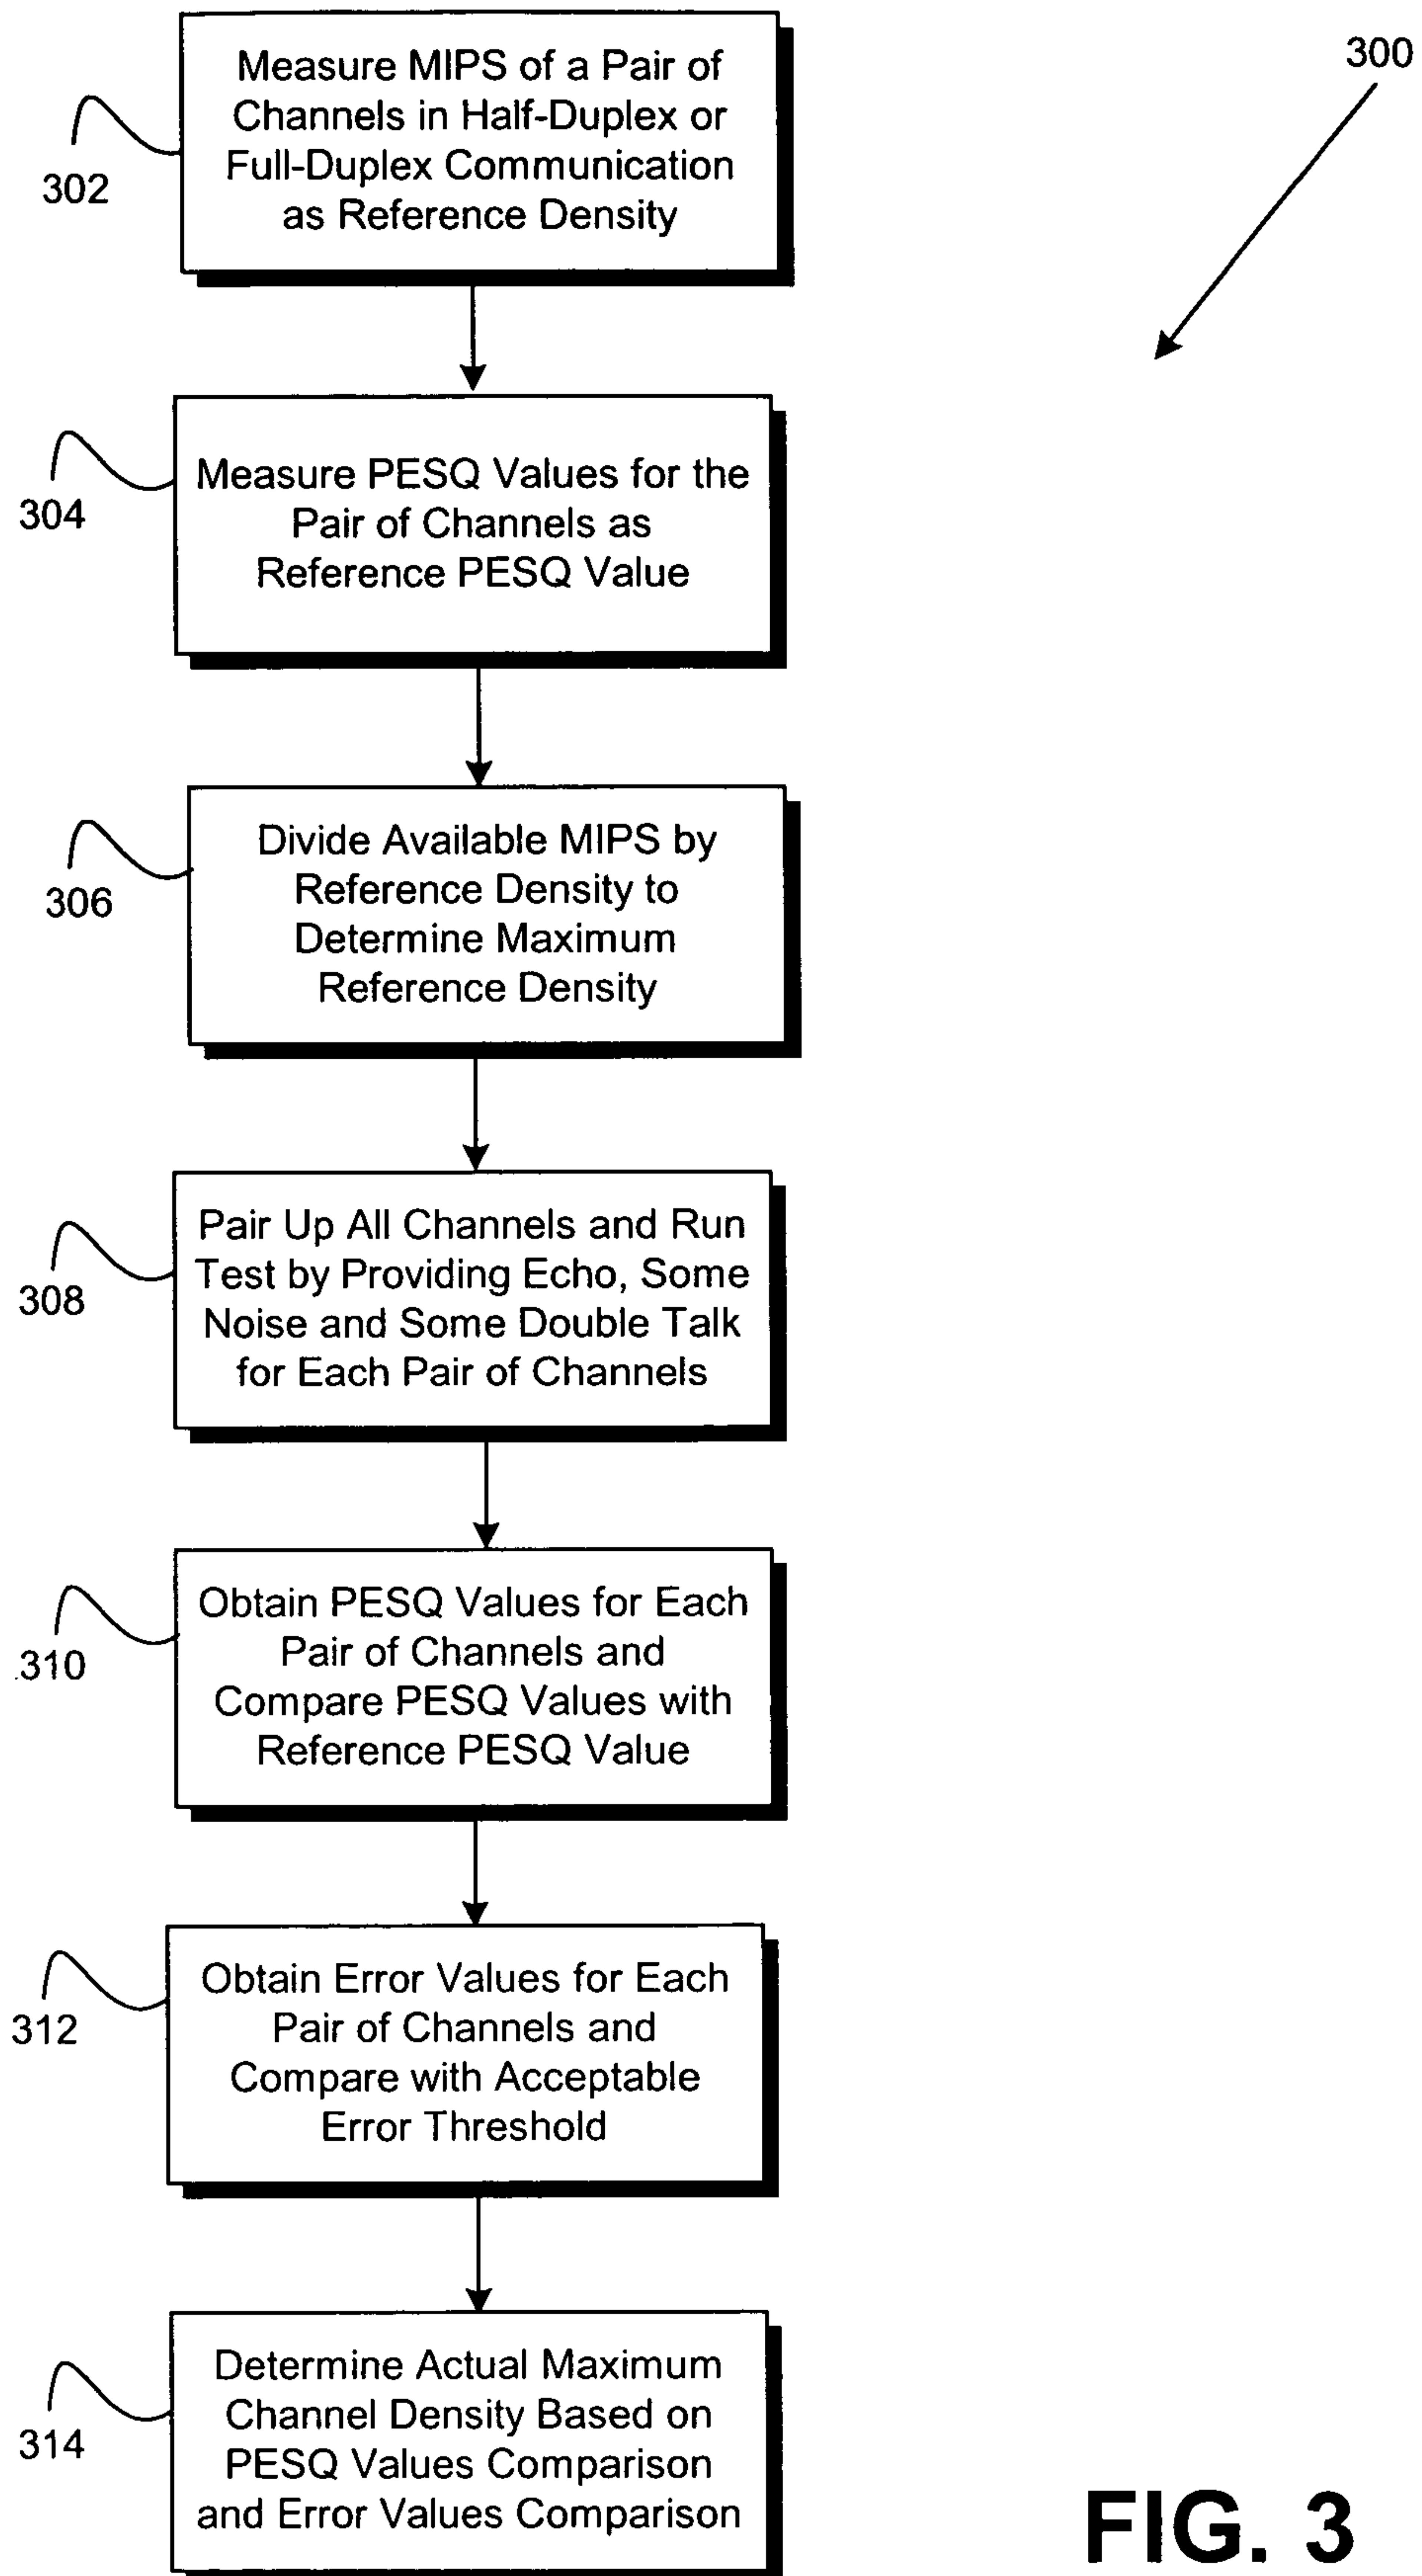 300
Measure MIPS of a Pair of
Channels in Half-Duplex or
Full-Duplex Communication
as Reference Density
302
Measure PESQ Values for the
Pair of Channels as
Reference PESQ Value
304
Divide Available MIPS by
Reference Density to
Determine Maximum
Reference Density
306
Pair Up All Channels and Run
Test by Providing Echo, Some
Noise and Some Double Talk
for Each Pair of Channels
308
Obtain PESQ Values for Each
Pair of Channels and
Compare PESQ Values with
Reference PESQ Value
310
Obtain Error Values for Each
Pair of Channels and
Compare with Acceptable
Error Threshold
312
Determine Actual Maximum
Channel Density Based on
PESQ Values Comparison
and Error Values Comparison
314
FIG. 3